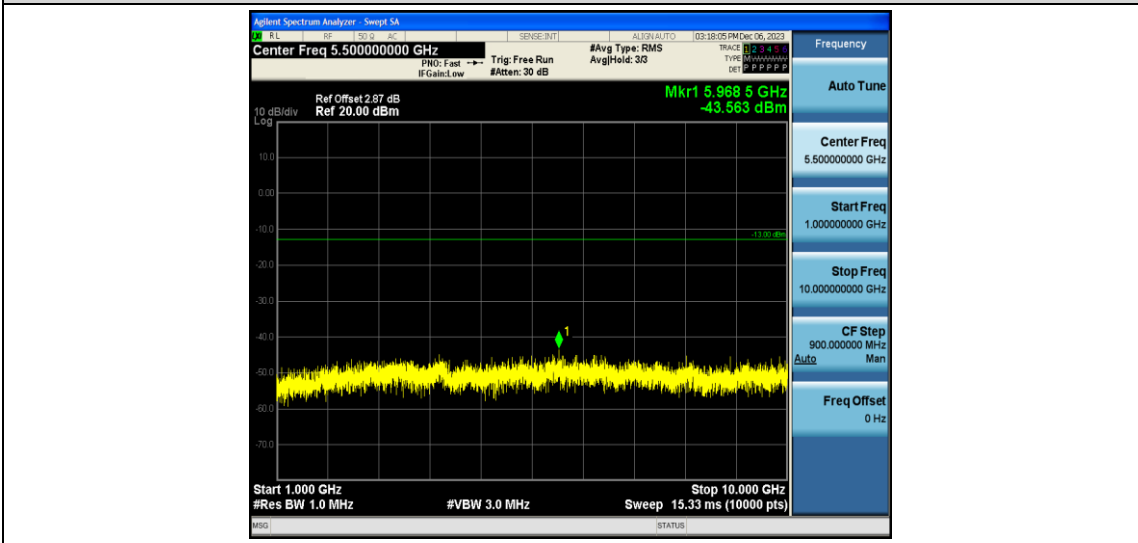 Agilent Spectrum Analyzer - Swept SA
RL RF 50 Ω AC SENSE:INT ALIGNAUTO 03:18:05 PM Dec 06, 2023
Center Freq 5.500000000 GHz
PNO: Fast
IFGain:Low
Trig: Free Run
#Atten: 30 dB
#Avg Type: RMS
Avg|Hold: 3/3
TRACE 1 2 3 4 5 6
TYPE M
DET P P P P P P
Frequency
Auto Tune
Mkr1 5.968 5 GHz
-43.563 dBm
Ref Offset 2.87 dB
10 dB/div Ref 20.00 dBm
Log
10.0
0.00
-10.0
-13.00 dBm
-20.0
-30.0
-40.0
1
-50.0
-60.0
-70.0
Center Freq
5.500000000 GHz
Start Freq
1.000000000 GHz
Stop Freq
10.000000000 GHz
CF Step
900.000000 MHz
Auto Man
Freq Offset
0 Hz
Start 1.000 GHz Stop 10.000 GHz
#Res BW 1.0 MHz #VBW 3.0 MHz Sweep 15.33 ms (10000 pts)
MSG STATUS